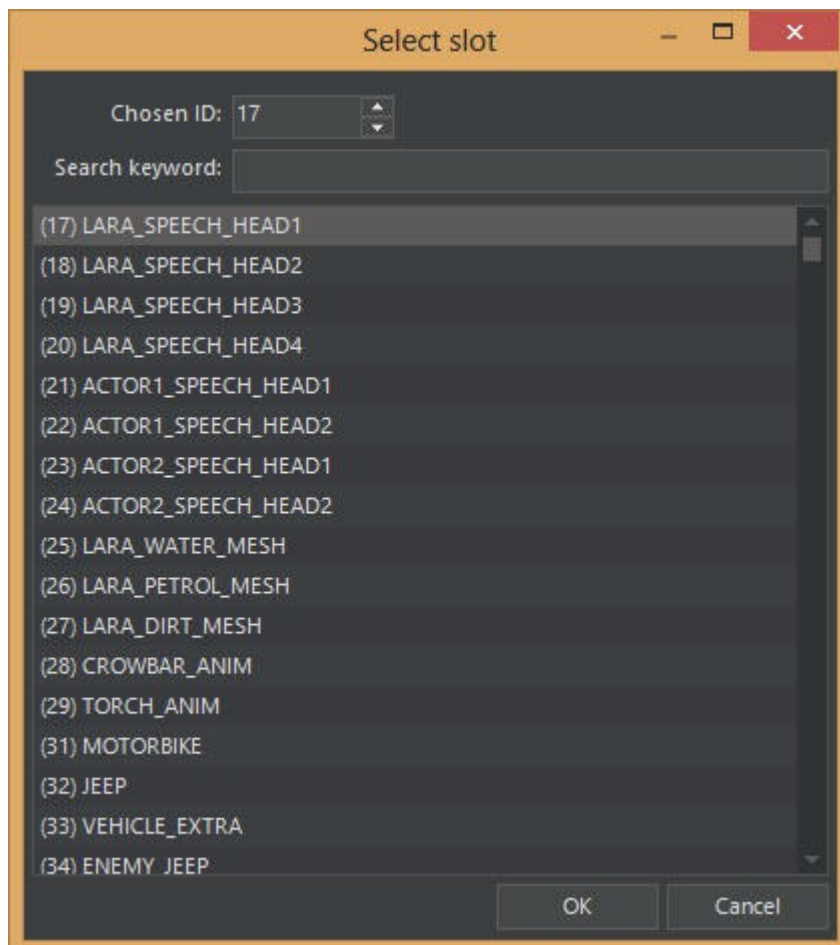 Select slot
Chosen ID: 17
Search keyword:
(17) LARA_SPEECH_HEAD1
(18) LARA_SPEECH_HEAD2
(19) LARA_SPEECH_HEAD3
(20) LARA_SPEECH_HEAD4
(21) ACTOR1_SPEECH_HEAD1
(22) ACTOR1_SPEECH_HEAD2
(23) ACTOR2_SPEECH_HEAD1
(24) ACTOR2_SPEECH_HEAD2
(25) LARA_WATER_MESH
(26) LARA_PETROL_MESH
(27) LARA_DIRT_MESH
(28) CROWBAR_ANIM
(29) TORCH_ANIM
(31) MOTORBIKE
(32) JEEP
(33) VEHICLE_EXTRA
(34) ENEMY_JEEP
OK Cancel